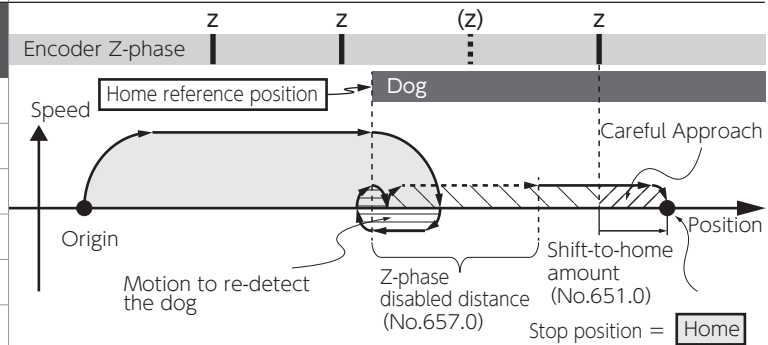 Z Z (Z) Z
Encoder Z-phase
Home reference position
Dog
Speed
Careful Approach
Origin
Position
Motion to re-detect
the dog
Z-phase
disabled distance
(No.657.0)
Shift-to-home
amount
(No.651.0)
Stop position = Home